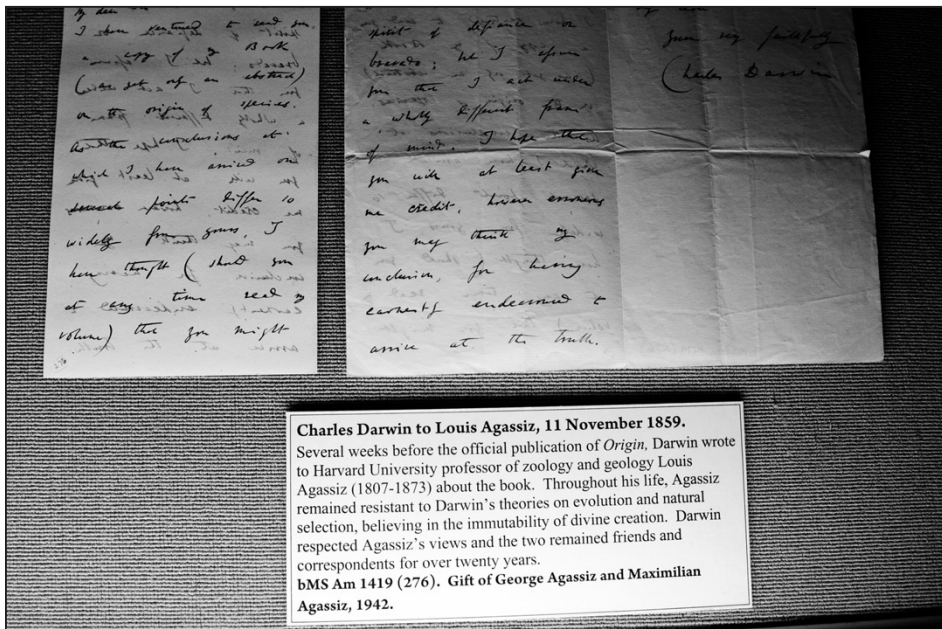 My dear Sir
I have ventured to send you
a copy of my Book
(as yet only an abstract)
on the origin of species.
As the conclusions at
which I have arrived on
several points differ so
widely from yours, I
have thought (should you
at any time read my
volume) that you might
spirit of defiance or
bravado; but I assure
you that I act under
a wholly different frame
of mind. I hope that
you will at least give
me credit, however erroneous
you may think my
conclusion, for having
earnestly endeavoured to
arrive at the truth.
Yours very faithfully
Charles Darwin
Charles Darwin to Louis Agassiz, 11 November 1859.
Several weeks before the official publication of Origin, Darwin wrote
to Harvard University professor of zoology and geology Louis
Agassiz (1807-1873) about the book. Throughout his life, Agassiz
remained resistant to Darwin's theories on evolution and natural
selection, believing in the immutability of divine creation. Darwin
respected Agassiz's views and the two remained friends and
correspondents for over twenty years.
bMS Am 1419 (276). Gift of George Agassiz and Maximilian
Agassiz, 1942.